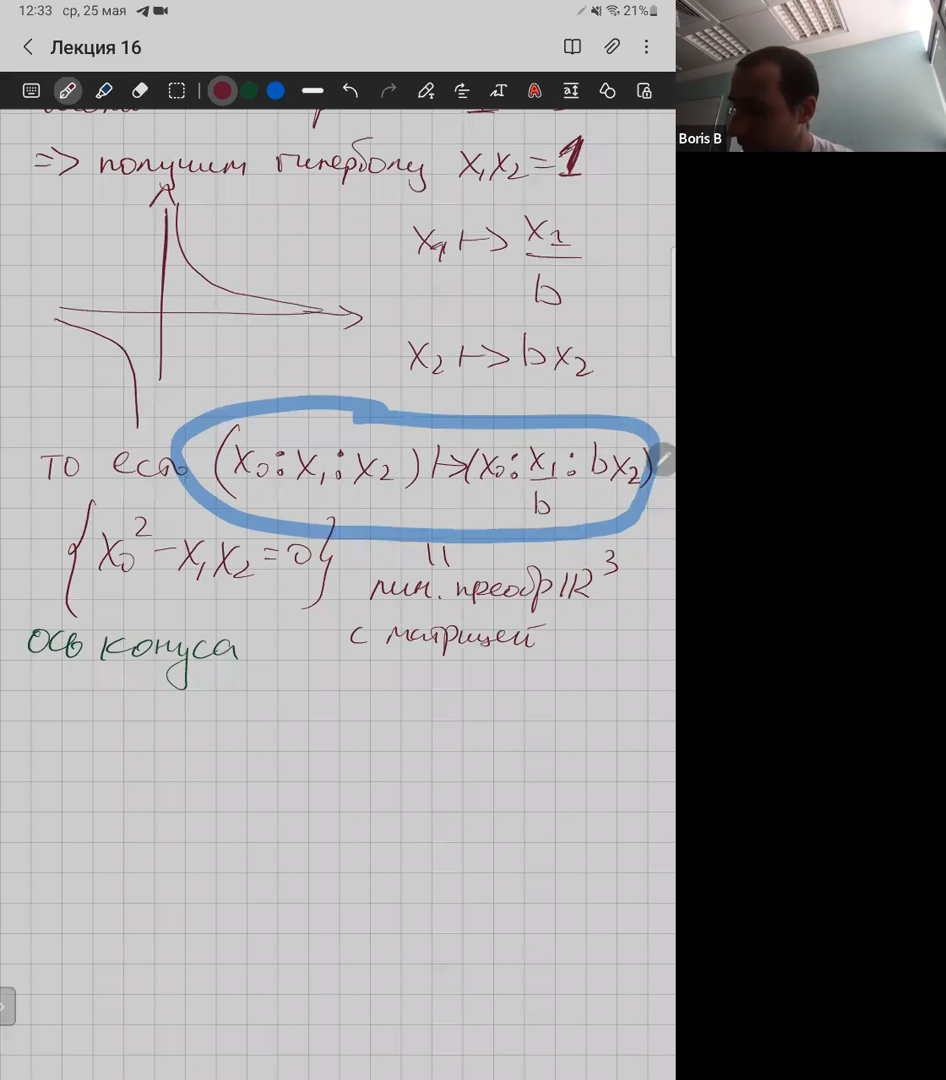 12:33 ср, 25 мая
21%
Лекция 16
Boris B
=> получим гиперболу x₁x₂ = 1
x₁ ↦ x₁/b
x₂ ↦ bx₂
то есть (x₀ : x₁ : x₂) ↦ (x₀ : x₁/b : bx₂)
{x₀² - x₁x₂ = 0}
лин. преобр ℝ³
ось конуса
с матрицей